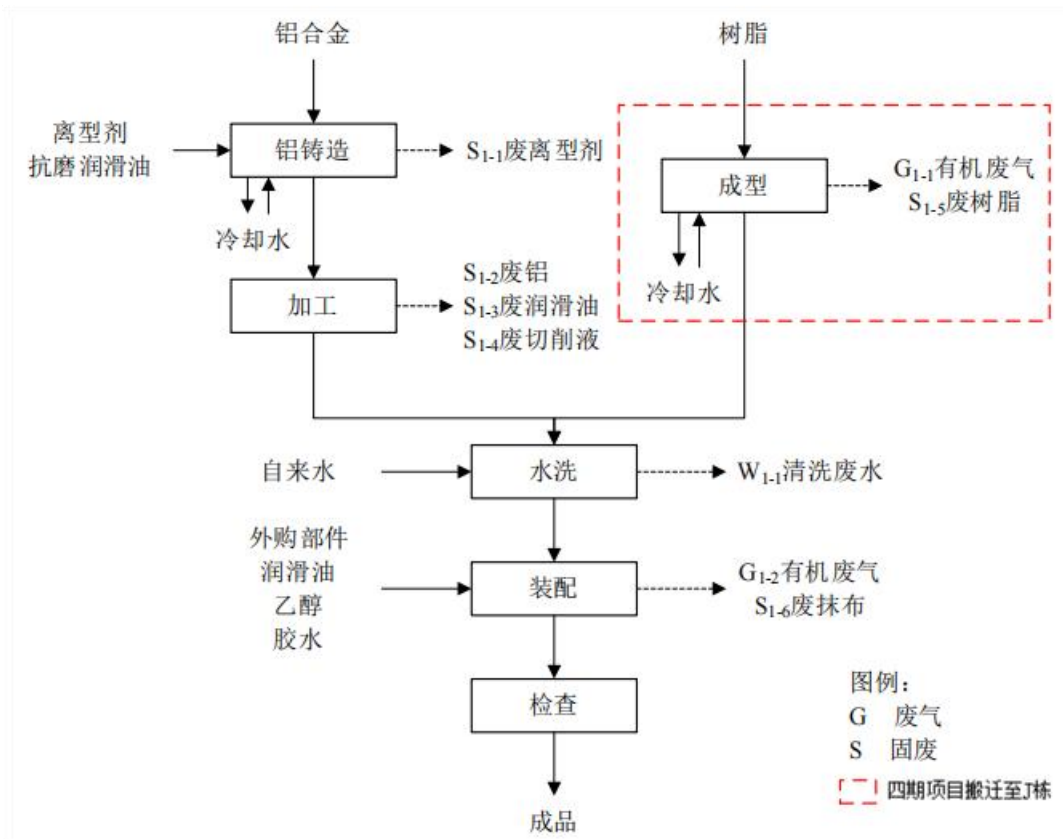 铝合金
树脂
离型剂
抗磨润滑油
铝铸造
S1-1废离型剂
冷却水
成型
G1-1有机废气
S1-5废树脂
冷却水
加工
S1-2废铝
S1-3废润滑油
S1-4废切削液
自来水
水洗
W1-1清洗废水
外购部件
润滑油
乙醇
胶水
装配
G1-2有机废气
S1-6废抹布
检查
成品
图例：
G 废气
S 固废
四期项目搬迁至J栋